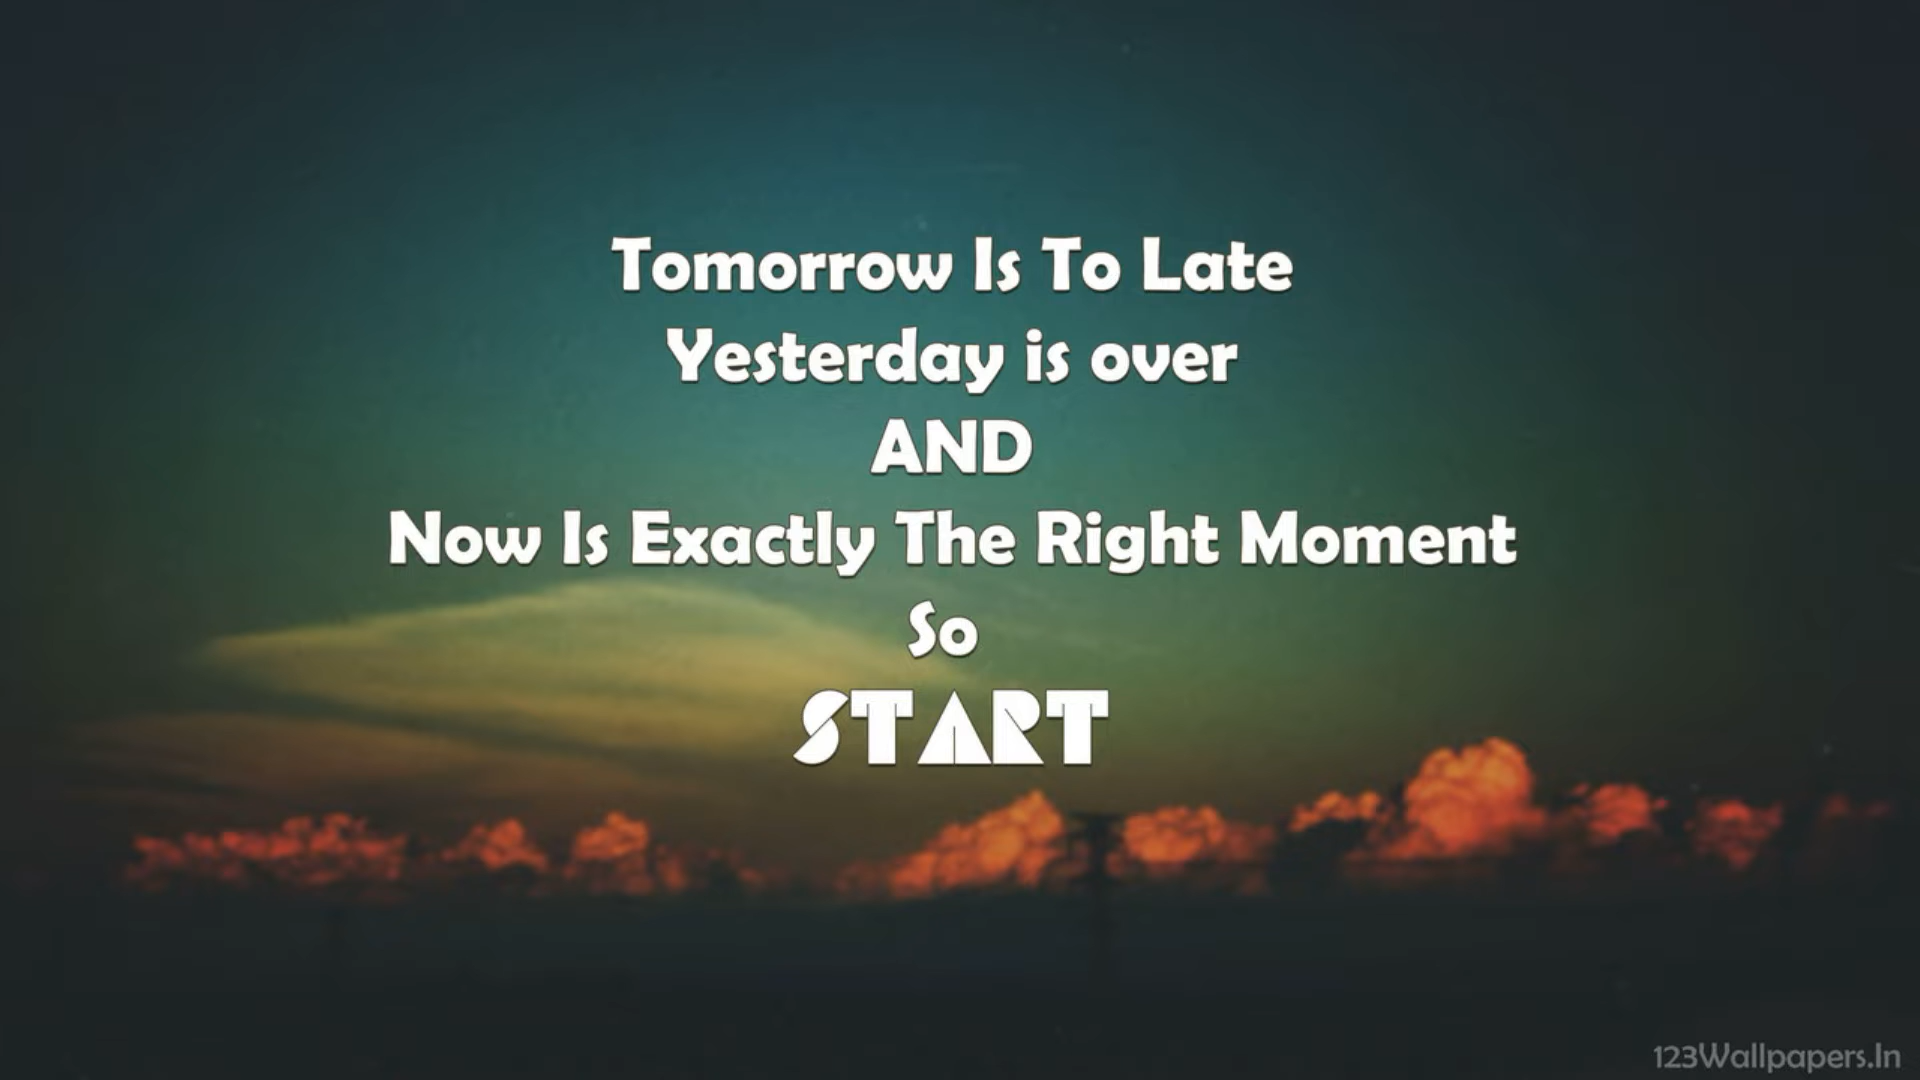 Tomorrow Is To Late
Yesterday is over
AND
Now Is Exactly The Right Moment
So
START
123Wallpapers.In